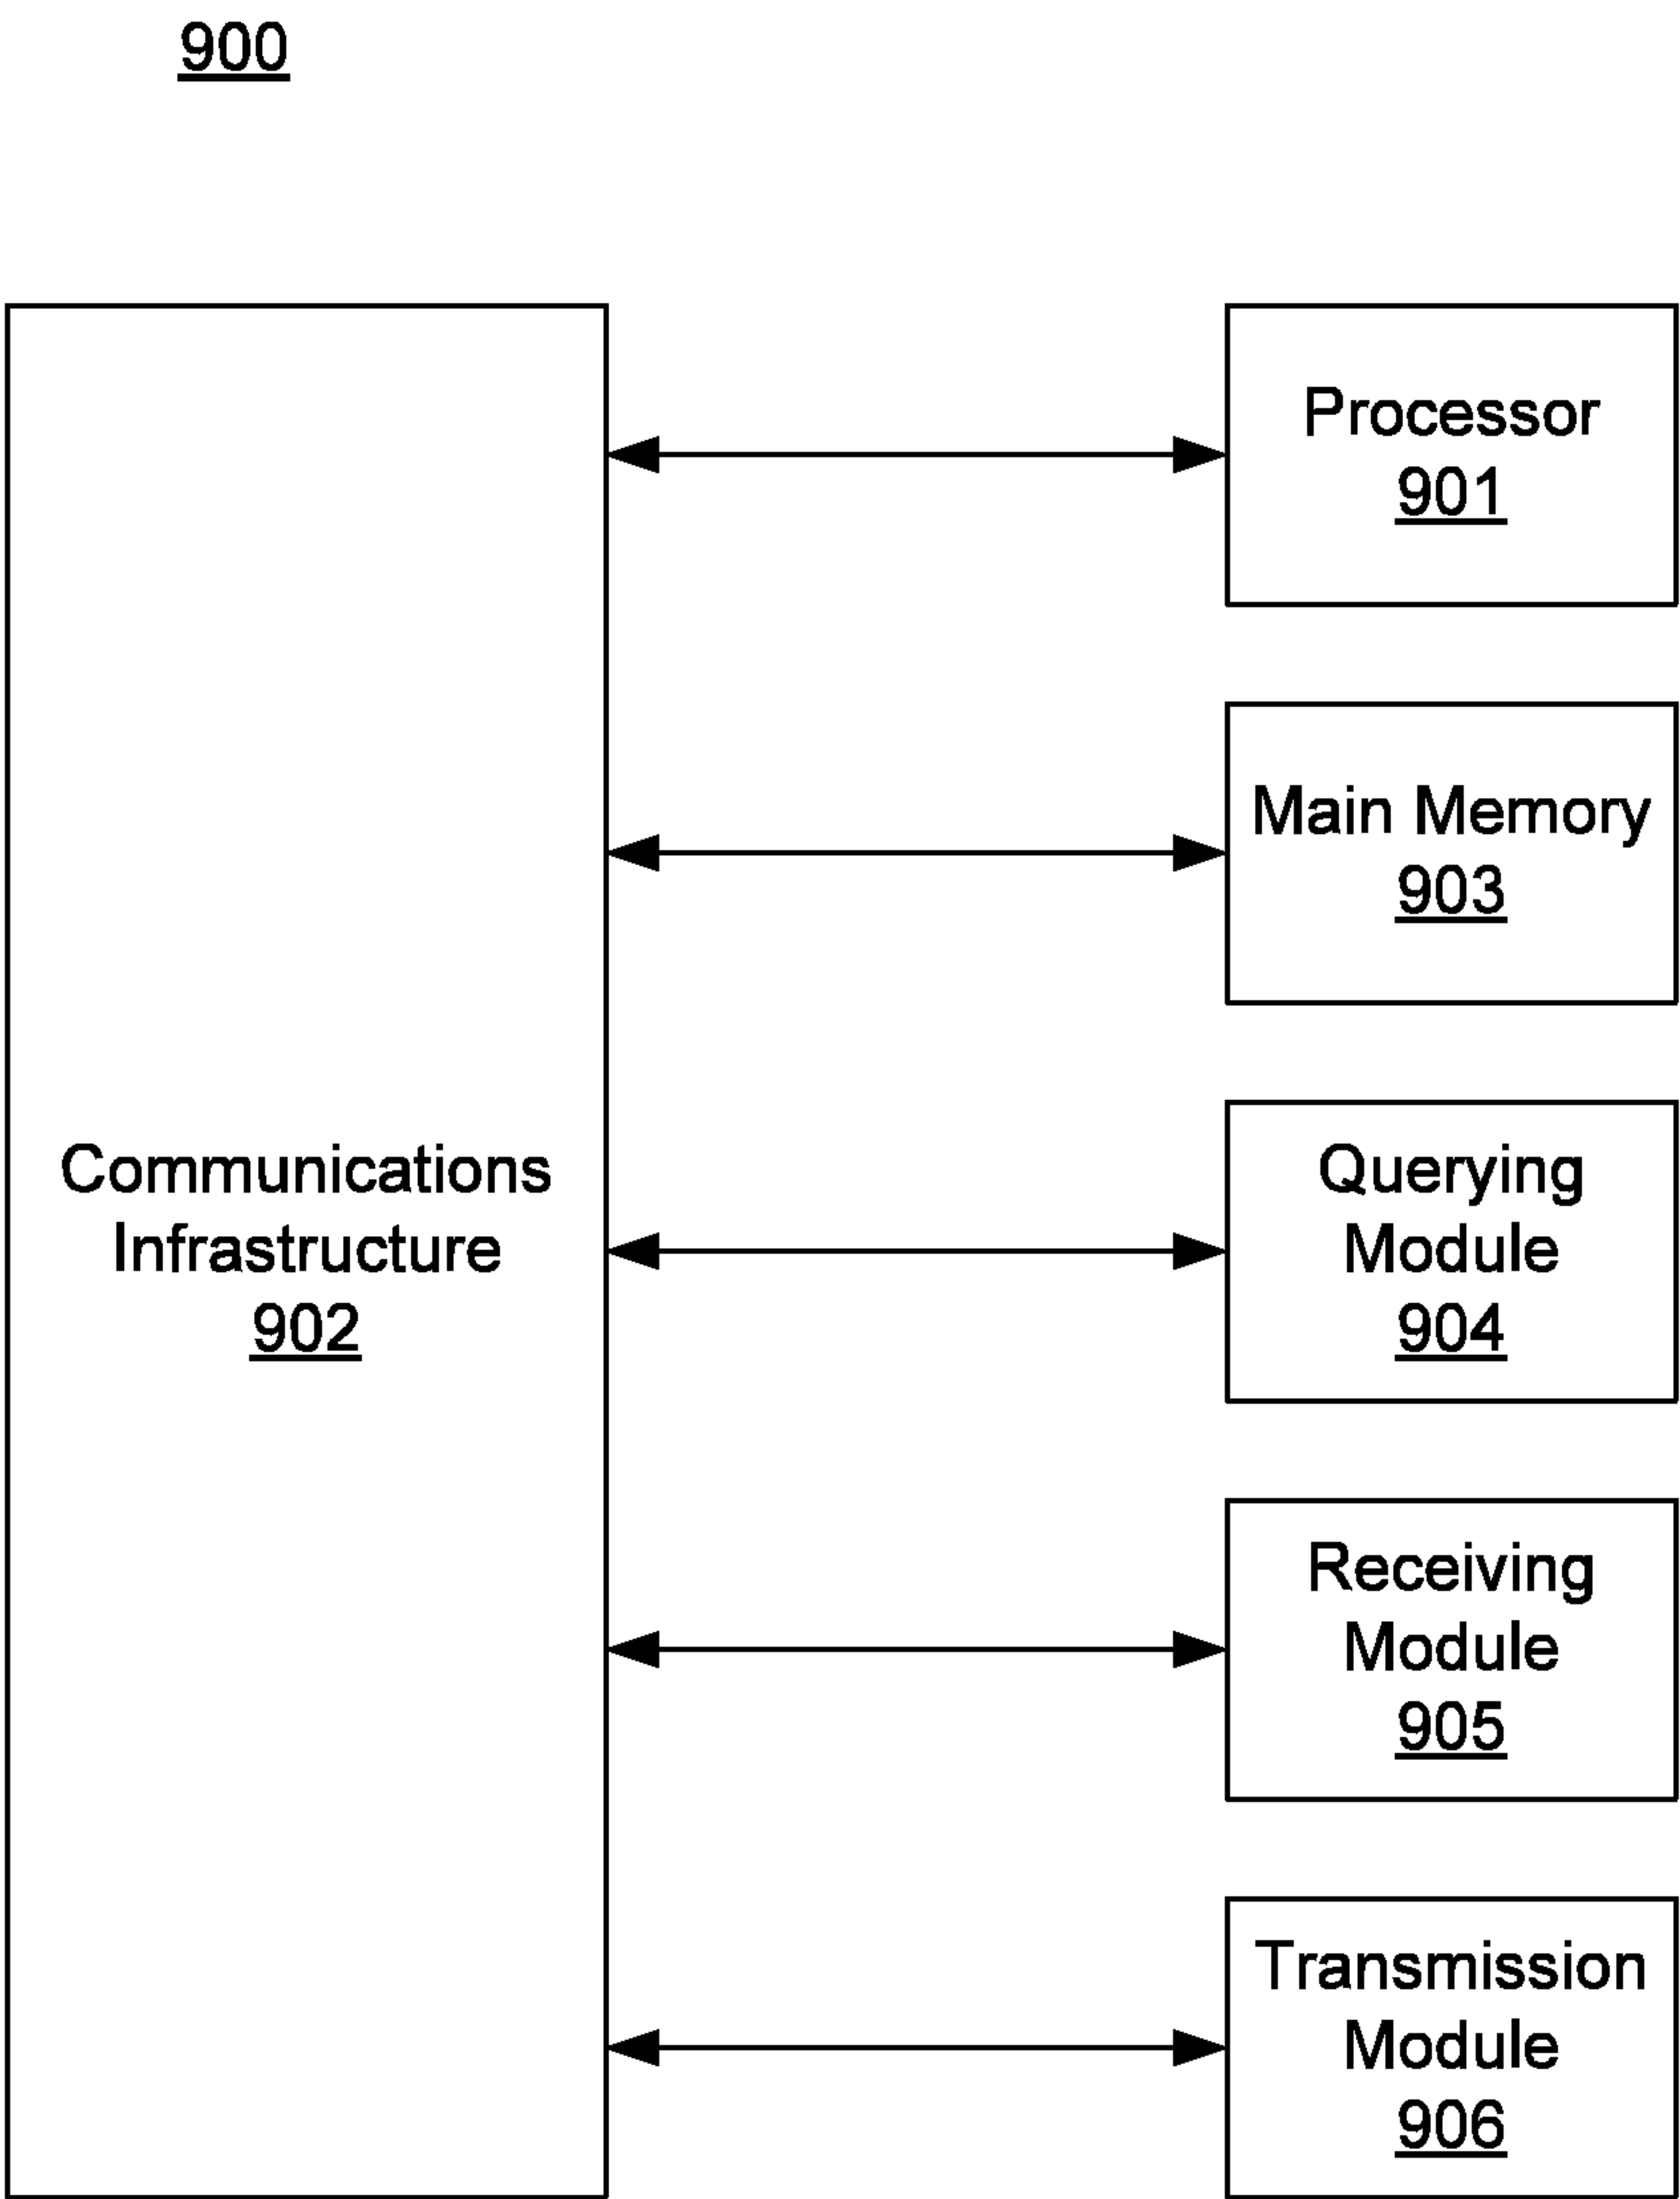 900
Processor
901
Main Memory
903
Communications
Infrastructure
902
Querying
Module
904
Receiving
Module
905
Transmission
Module
906